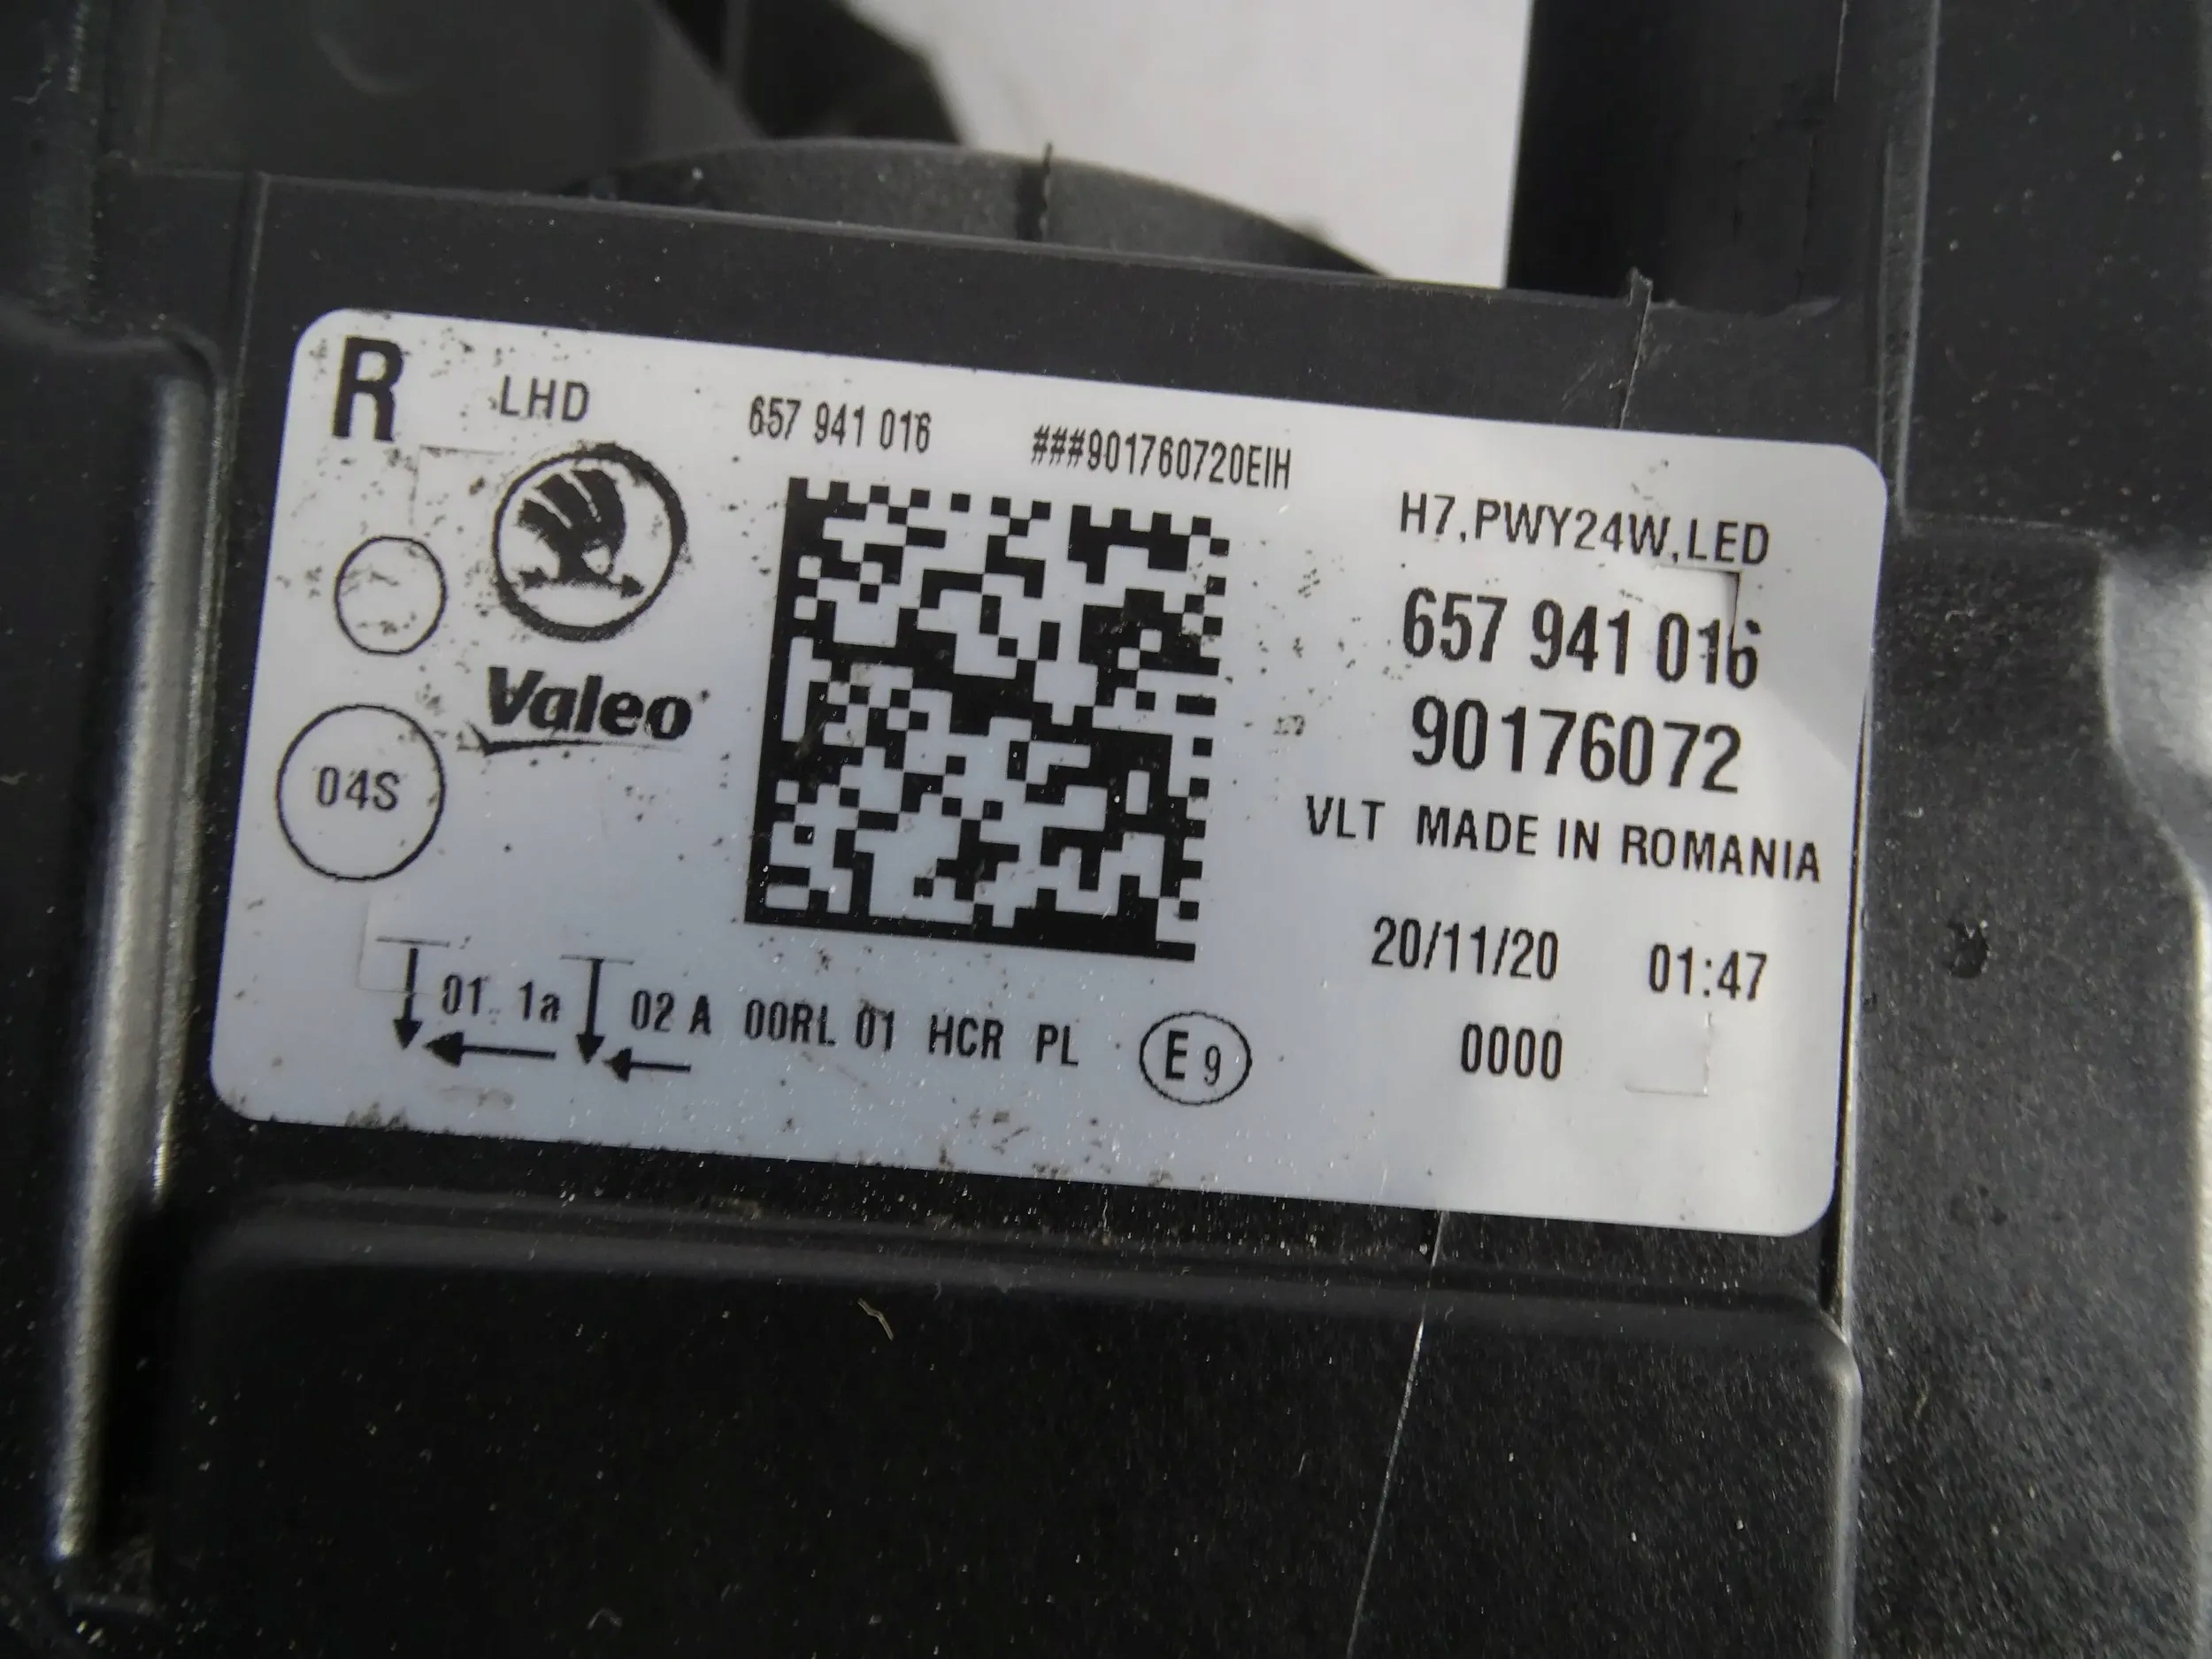 R LHD 657 941 016 ###901760720EIH
H7,PWY24W,LED
657 941 016
Valeo
90176072
04S
VLT MADE IN ROMANIA
20/11/20 01:47
01 1a 02 A 00RL 01 HCR PL E9
0000